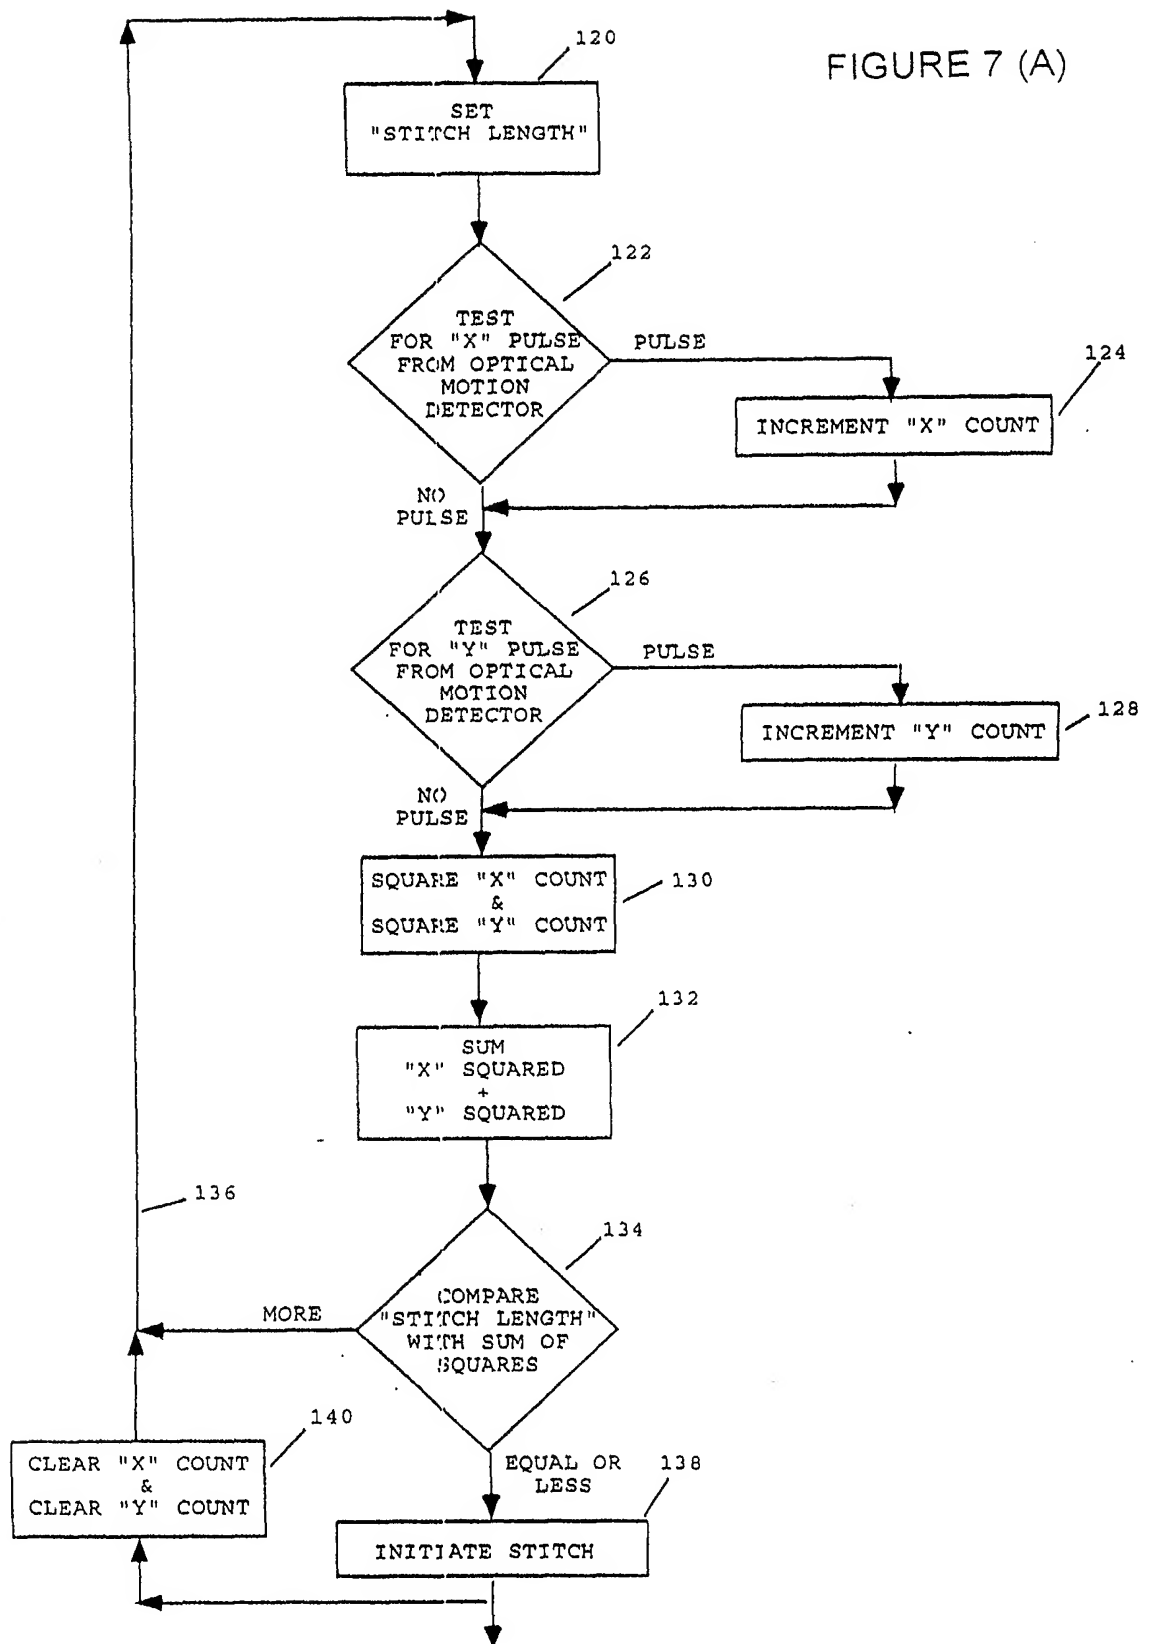 FIGURE 7 (A)
120
SET
"STITCH LENGTH"
122
TEST
FOR "X" PULSE
FROM OPTICAL
MOTION
DETECTOR
PULSE
124
INCREMENT "X" COUNT
NO
PULSE
126
TEST
FOR "Y" PULSE
FROM OPTICAL
MOTION
DETECTOR
PULSE
128
INCREMENT "Y" COUNT
NO
PULSE
SQUARE "X" COUNT
&
SQUARE "Y" COUNT
130
132
SUM
"X" SQUARED
+
"Y" SQUARED
136
134
COMPARE
"STITCH LENGTH"
WITH SUM OF
SQUARES
MORE
140
CLEAR "X" COUNT
&
CLEAR "Y" COUNT
EQUAL OR
LESS
138
INITIATE STITCH